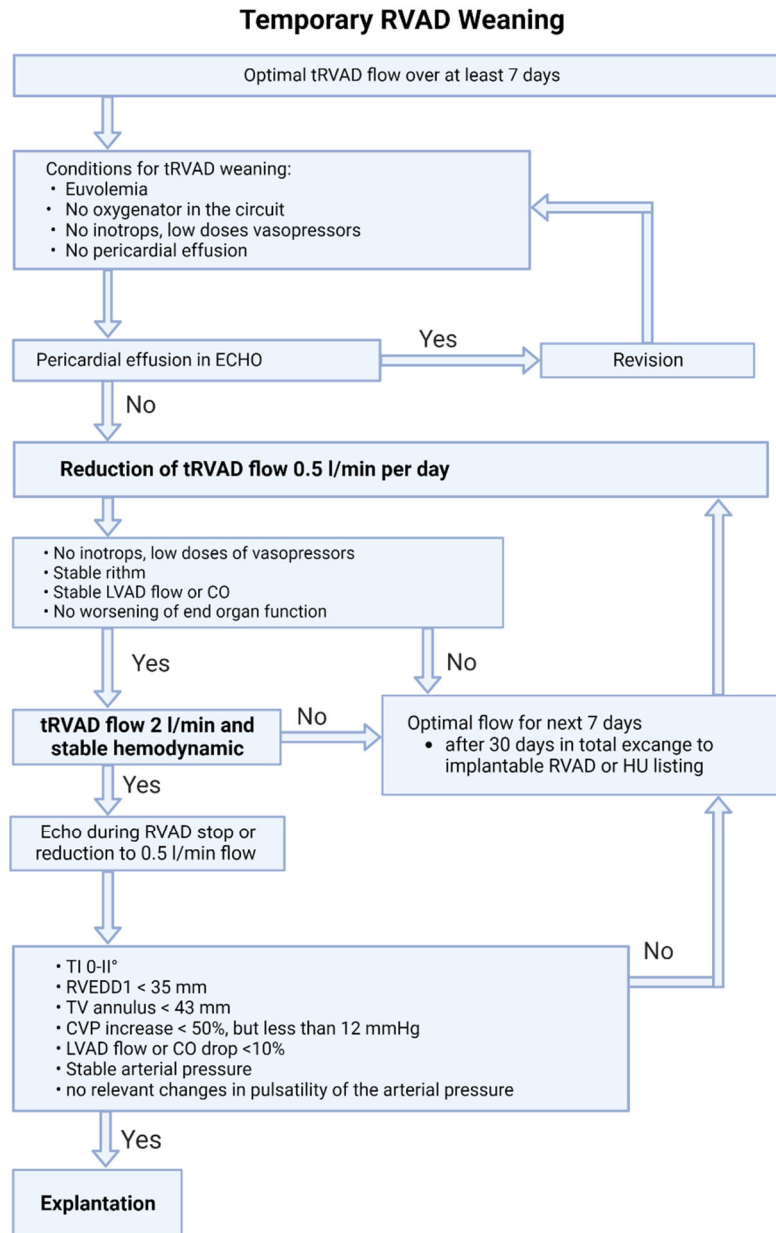 Temporary RVAD Weaning
Optimal tRVAD flow over at least 7 days
Conditions for tRVAD weaning:
• Euvolemia
• No oxygenator in the circuit
• No inotrops, low doses vasopressors
• No pericardial effusion
Pericardial effusion in ECHO
Yes
Revision
No
Reduction of tRVAD flow 0.5 l/min per day
• No inotrops, low doses of vasopressors
• Stable rithm
• Stable LVAD flow or CO
• No worsening of end organ function
Yes
No
tRVAD flow 2 l/min and
stable hemodynamic
No
Optimal flow for next 7 days
• after 30 days in total excange to
implantable RVAD or HU listing
Yes
Echo during RVAD stop or
reduction to 0.5 l/min flow
• TI 0-II°
• RVEDD1 < 35 mm
• TV annulus < 43 mm
• CVP increase < 50%, but less than 12 mmHg
• LVAD flow or CO drop <10%
• Stable arterial pressure
• no relevant changes in pulsatility of the arterial pressure
No
Yes
Explantation